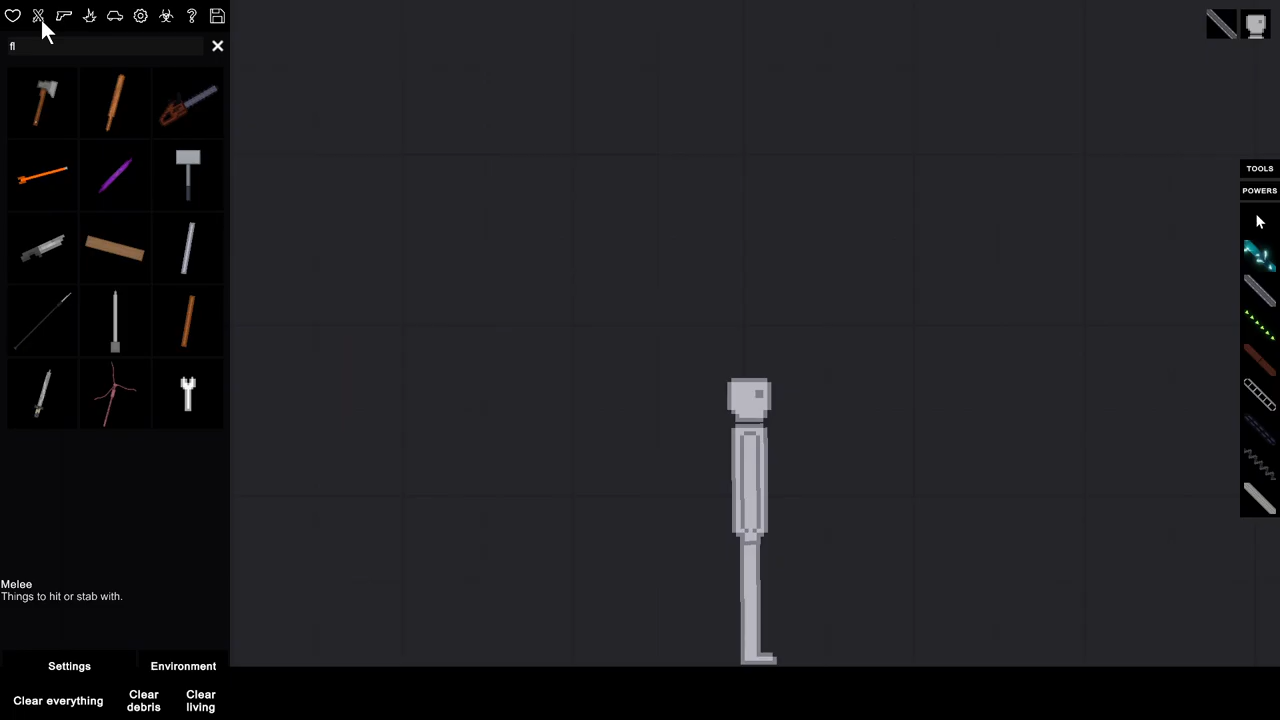 fl
TOOLS
POWERS
Melee
Things to hit or stab with.
Settings
Environment
Clear everything
Clear
debris
Clear
living